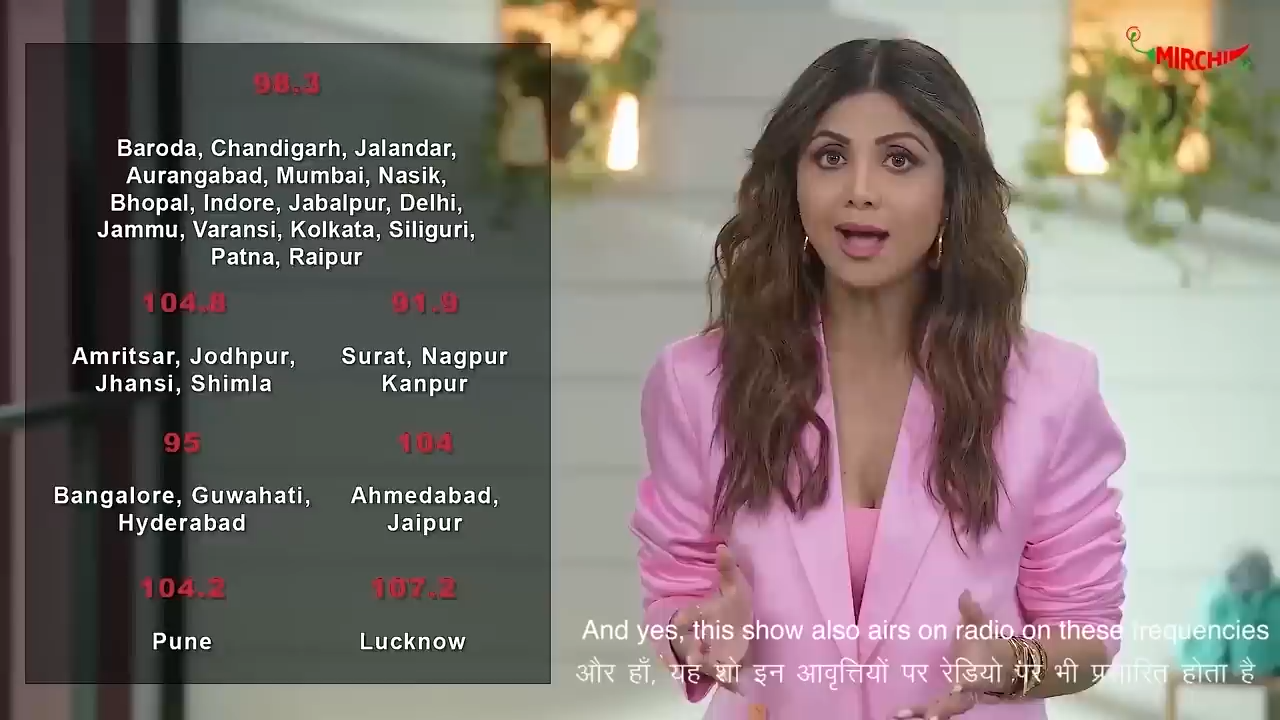 MIRCHI
98.3
Baroda, Chandigarh, Jalandar,
Aurangabad, Mumbai, Nasik,
Bhopal, Indore, Jabalpur, Delhi,
Jammu, Varansi, Kolkata, Siliguri,
Patna, Raipur
104.8
Amritsar, Jodhpur,
Jhansi, Shimla
91.9
Surat, Nagpur
Kanpur
95
Bangalore, Guwahati,
Hyderabad
104
Ahmedabad,
Jaipur
104.2
Pune
107.2
Lucknow
And yes, this show also airs on radio on these frequencies
और हाँ, यह शो इन आवृत्तियों पर रेडियो पर भी प्रसारित होता है